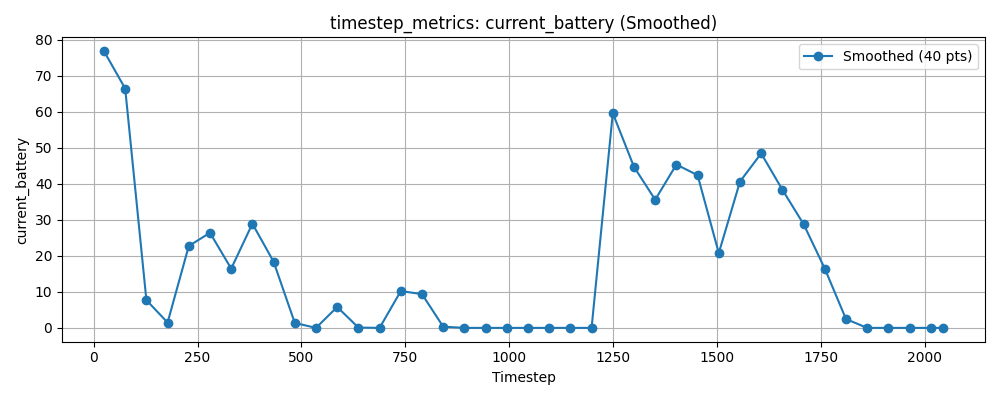 timestep_metrics: current_battery (Smoothed)
80
70
60
50
40
30
20
10
0
current_battery
Smoothed (40 pts)
0 250 500 750 1000 1250 1500 1750 2000
Timestep